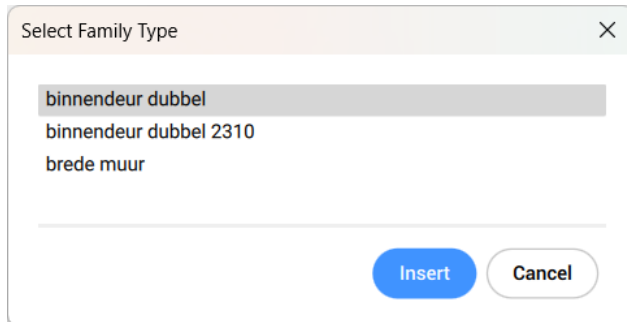 Select Family Type
binnendeur dubbel
binnendeur dubbel 2310
brede muur
Insert Cancel